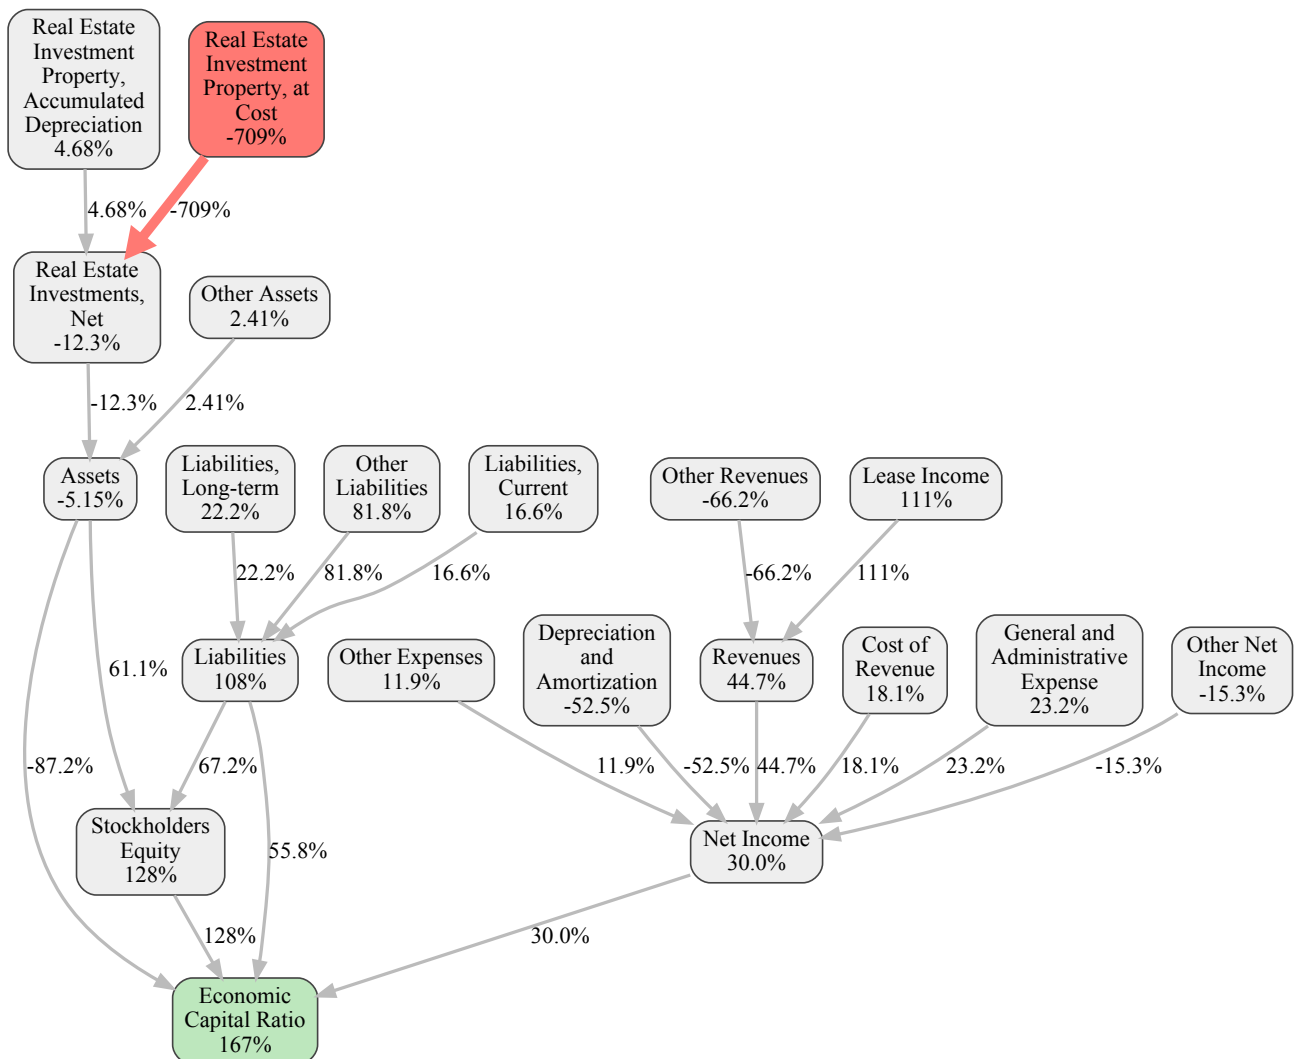 Real Estate
Investment
Property,
Accumulated
Depreciation
4.68%
Real Estate
Investment
Property, at
Cost
-709%
4.68%
-709%
Real Estate
Investments,
Net
-12.3%
Other Assets
2.41%
-12.3%
2.41%
Assets
-5.15%
Liabilities,
Long-term
22.2%
Other
Liabilities
81.8%
Liabilities,
Current
16.6%
Other Revenues
-66.2%
Lease Income
111%
22.2%
81.8%
16.6%
-66.2%
111%
61.1%
Liabilities
108%
Other Expenses
11.9%
Depreciation
and
Amortization
-52.5%
Revenues
44.7%
Cost of
Revenue
18.1%
General and
Administrative
Expense
23.2%
Other Net
Income
-15.3%
-87.2%
67.2%
11.9%
-52.5%
44.7%
18.1%
23.2%
-15.3%
Stockholders
Equity
128%
55.8%
Net Income
30.0%
128%
30.0%
Economic
Capital Ratio
167%